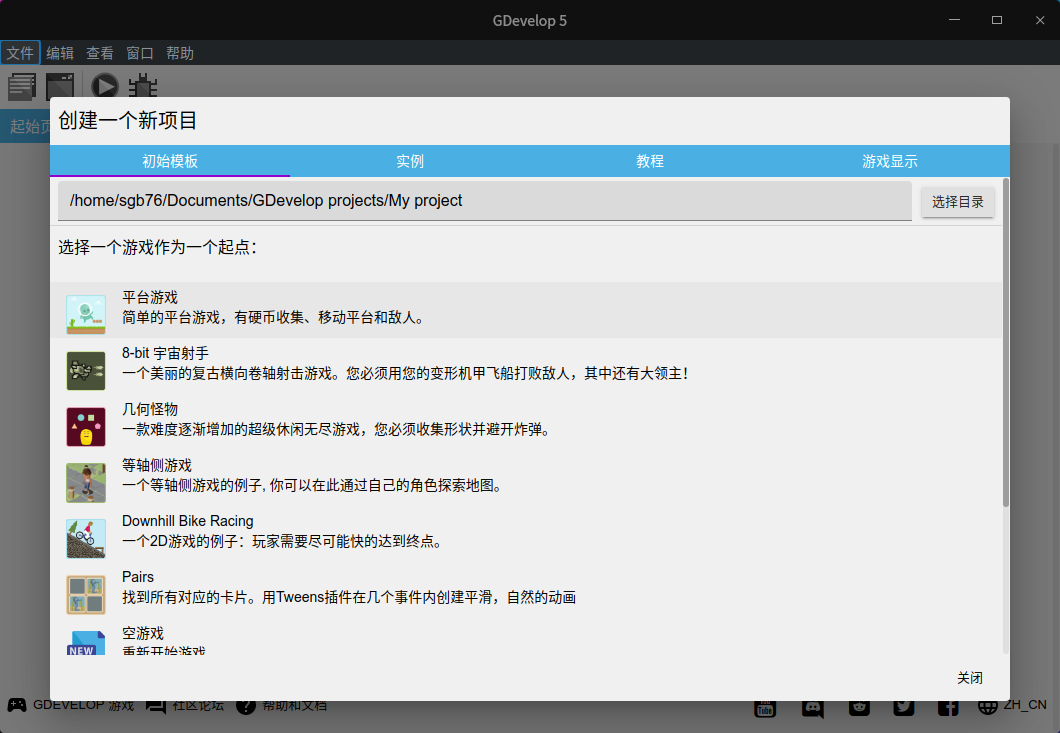 GDevelop 5
文件 编辑 查看 窗口 帮助
起始页
创建一个新项目
初始模板 实例 教程 游戏显示
/home/sgb76/Documents/GDevelop projects/My project 选择目录
选择一个游戏作为一个起点：
平台游戏
简单的平台游戏，有硬币收集、移动平台和敌人。
8-bit 宇宙射手
一个美丽的复古横向卷轴射击游戏。您必须用您的变形机甲飞船打败敌人，其中还有大领主！
几何怪物
一款难度逐渐增加的超级休闲无尽游戏，您必须收集形状并避开炸弹。
等轴侧游戏
一个等轴侧游戏的例子, 你可以在此通过自己的角色探索地图。
Downhill Bike Racing
一个2D游戏的例子：玩家需要尽可能快的达到终点。
Pairs
找到所有对应的卡片。用Tweens插件在几个事件内创建平滑，自然的动画
空游戏
NEW
重新开始游戏
关闭
GDEVELOP 游戏 社区论坛 ? 帮助和文档 Tube ZH_CN